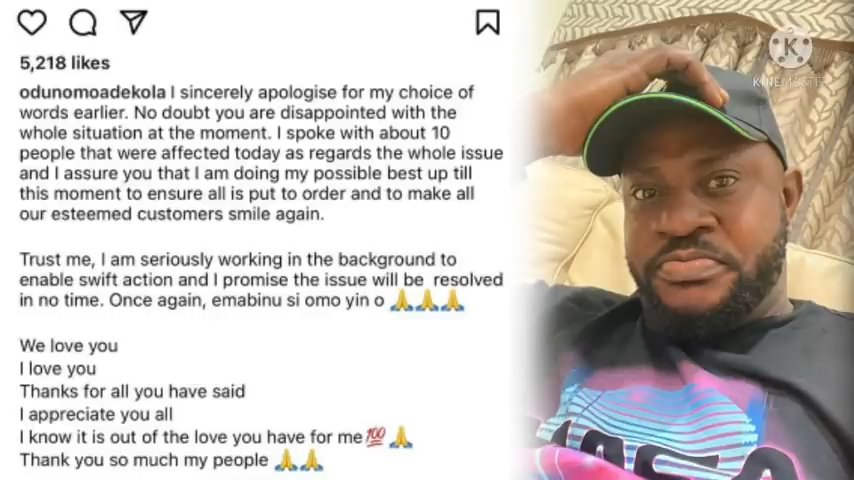 5,218 likes
odunomoadekola I sincerely apologise for my choice of
words earlier. No doubt you are disappointed with the
whole situation at the moment. I spoke with about 10
people that were affected today as regards the whole issue
and I assure you that I am doing my possible best up till
this moment to ensure all is put to order and to make all
our esteemed customers smile again.
Trust me, I am seriously working in the background to
enable swift action and I promise the issue will be resolved
in no time. Once again, emabinu si omo yin o 🙏🙏🙏
We love you
I love you
Thanks for all you have said
I appreciate you all
I know it is out of the love you have for me💯🙏
Thank you so much my people 🙏🙏
K
KINEMASTER